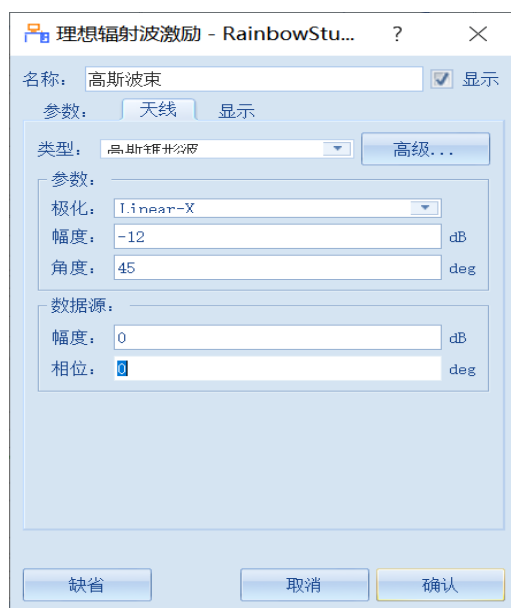 理想辐射波激励 - RainbowStu... ?
名称: 高斯波束 显示
参数: 天线 显示
类型: 高级...
参数:
极化: Linear-X
幅度: -12 dB
角度: 45 deg
数据源:
幅度: 0 dB
相位: 0 deg
缺省 取消 确认